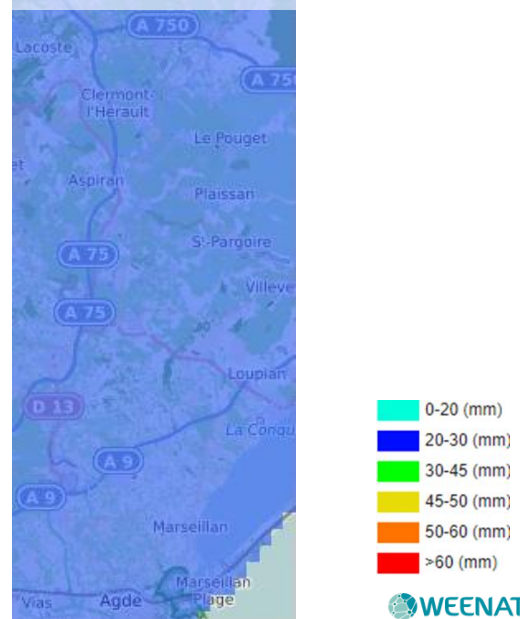 A 750
Lacoste
A 750
Clermont-
l'Hérault
Le Pouget
et
Aspiran
Plaissan
St-Pargoire
A 75
Villeve
A 75
Loupian
D 13
La Conqu
A 9
A 9
Marseillan
Marseillan
Plage
Vias
Agde
0-20 (mm)
20-30 (mm)
30-45 (mm)
45-50 (mm)
50-60 (mm)
>60 (mm)
WEENAT